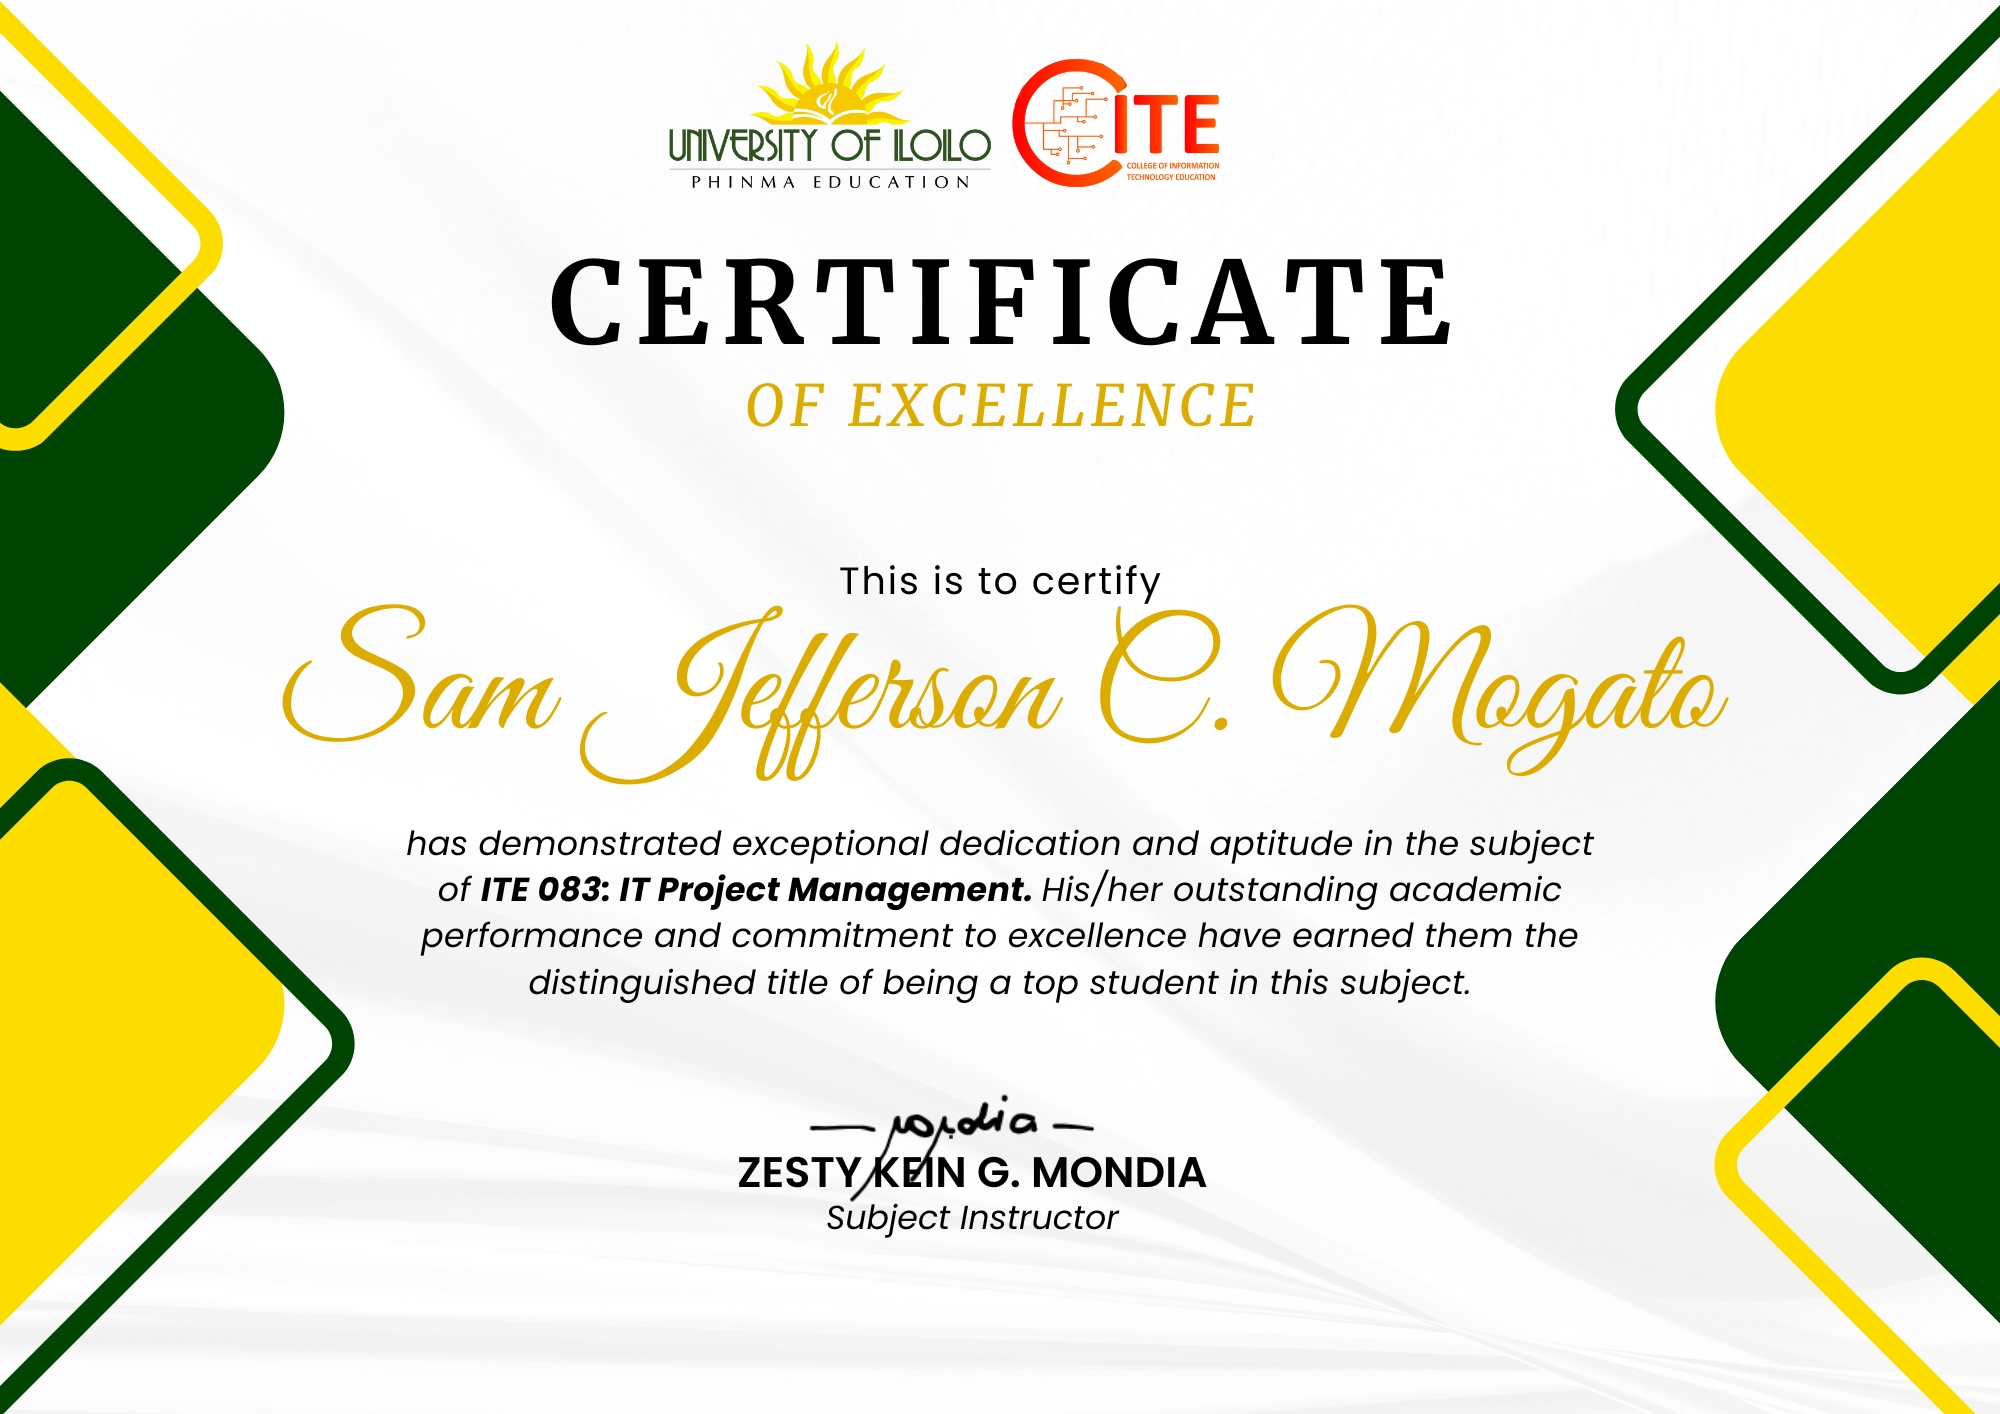 UNIVERSITY OF ILOILO
PHINMA EDUCATION
CITE
COLLEGE OF INFORMATION
TECHNOLOGY EDUCATION
CERTIFICATE
OF EXCELLENCE
This is to certify
Sam Jefferson C. Mogato
has demonstrated exceptional dedication and aptitude in the subject
of ITE 083: IT Project Management. His/her outstanding academic
performance and commitment to excellence have earned them the
distinguished title of being a top student in this subject.
mondia
ZESTY KEIN G. MONDIA
Subject Instructor